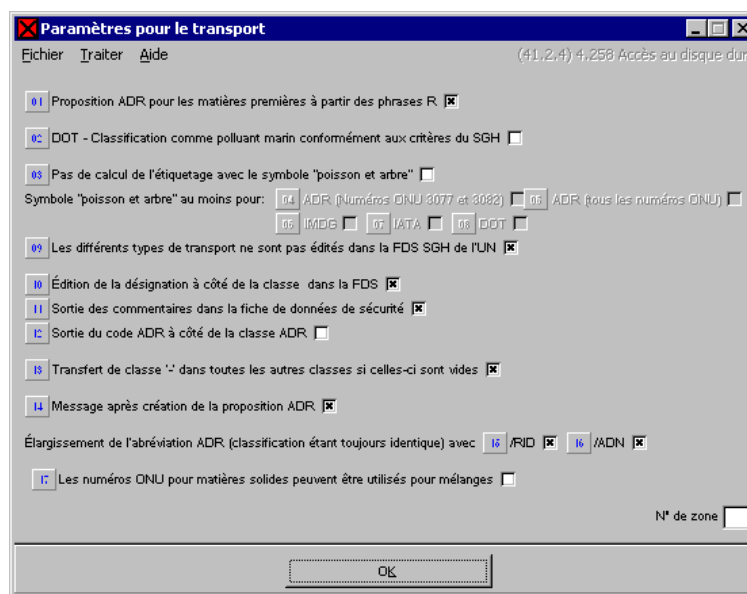 Paramètres pour le transport
Fichier Traiter Aide (41.2.4) 4.258 Accès au disque dur
01 Proposition ADR pour les matières premières à partir des phrases R
02 DOT - Classification comme polluant marin conformément aux critères du SGH
03 Pas de calcul de l'étiquetage avec le symbole "poisson et arbre"
Symbole "poisson et arbre" au moins pour: 04 ADR (Numéros ONU 3077 et 3082) 05 ADR (tous les numéros ONU)
06 IMDG 07 IATA 08 DOT
09 Les différents types de transport ne sont pas édités dans la FDS SGH de l'UN
10 Édition de la désignation à côté de la classe dans la FDS
11 Sortie des commentaires dans la fiche de données de sécurité
12 Sortie du code ADR à côté de la classe ADR
13 Transfert de classe '-' dans toutes les autres classes si celles-ci sont vides
14 Message après création de la proposition ADR
Élargissement de l'abréviation ADR (classification étant toujours identique) avec 15 /RID 16 /ADN
17 Les numéros ONU pour matières solides peuvent être utilisés pour mélanges
N° de zone
OK